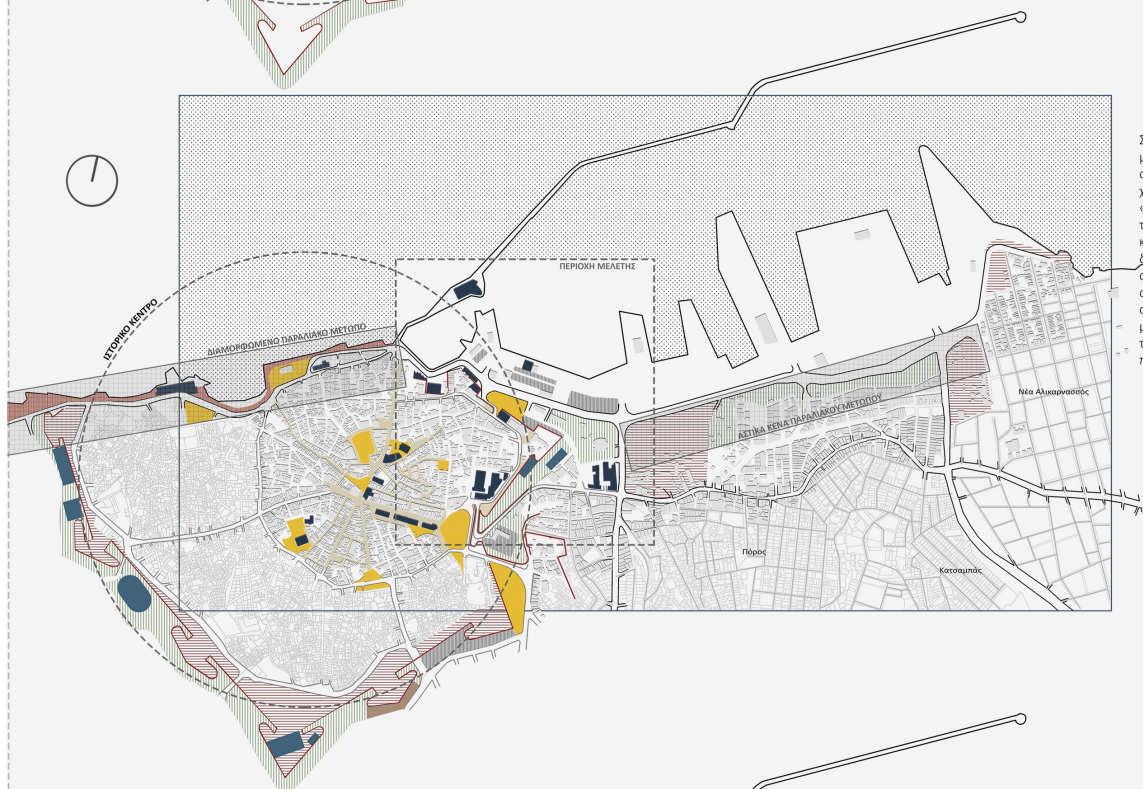 ΠΕΡΙΟΧΗ ΜΕΛΕΤΗΣ
ΙΣΤΟΡΙΚΟ ΚΕΝΤΡΟ
ΔΙΑΜΟΡΦΩΜΕΝΟ ΠΑΡΑΛΙΑΚΟ ΜΕΤΩΠΟ
Νέα Αλικαρνασσός
ΑΣΤΙΚΑ ΚΕΝΑ ΠΑΡΑΛΙΑΚΟΥ ΜΕΤΩΠΟΥ
Πόρος
Κατσαμπάς